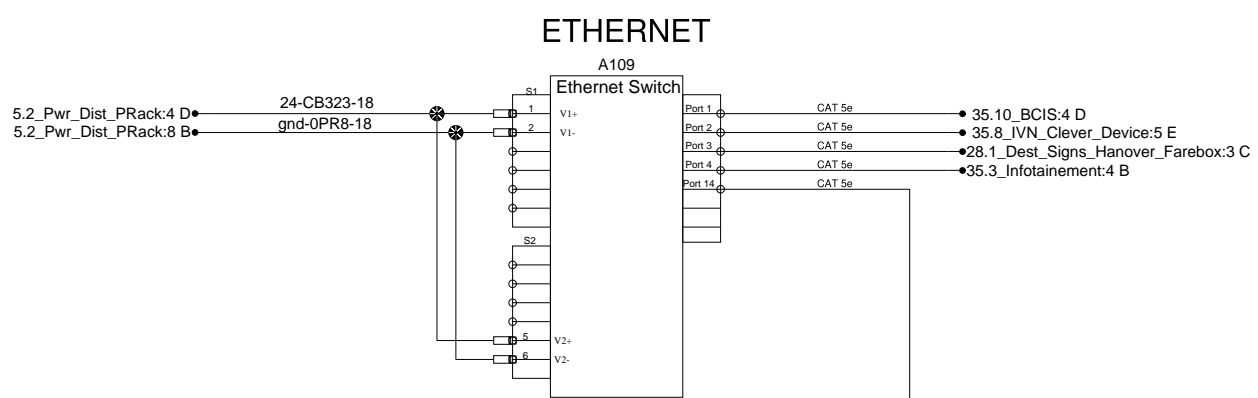 ETHERNET
A109
Ethernet Switch
S1
5.2_Pwr_Dist_PRack:4 D 24-CB323-18 1 V1+ Port 1 CAT 5e 35.10_BCIS:4 D
5.2_Pwr_Dist_PRack:8 B gnd-0PR8-18 2 V1- Port 2 CAT 5e 35.8_IVN_Clever_Device:5 E
Port 3 CAT 5e 28.1_Dest_Signs_Hanover_Farebox:3 C
Port 4 CAT 5e 35.3_Infotainement:4 B
Port 14 CAT 5e
S2
5 V2+
6 V2-